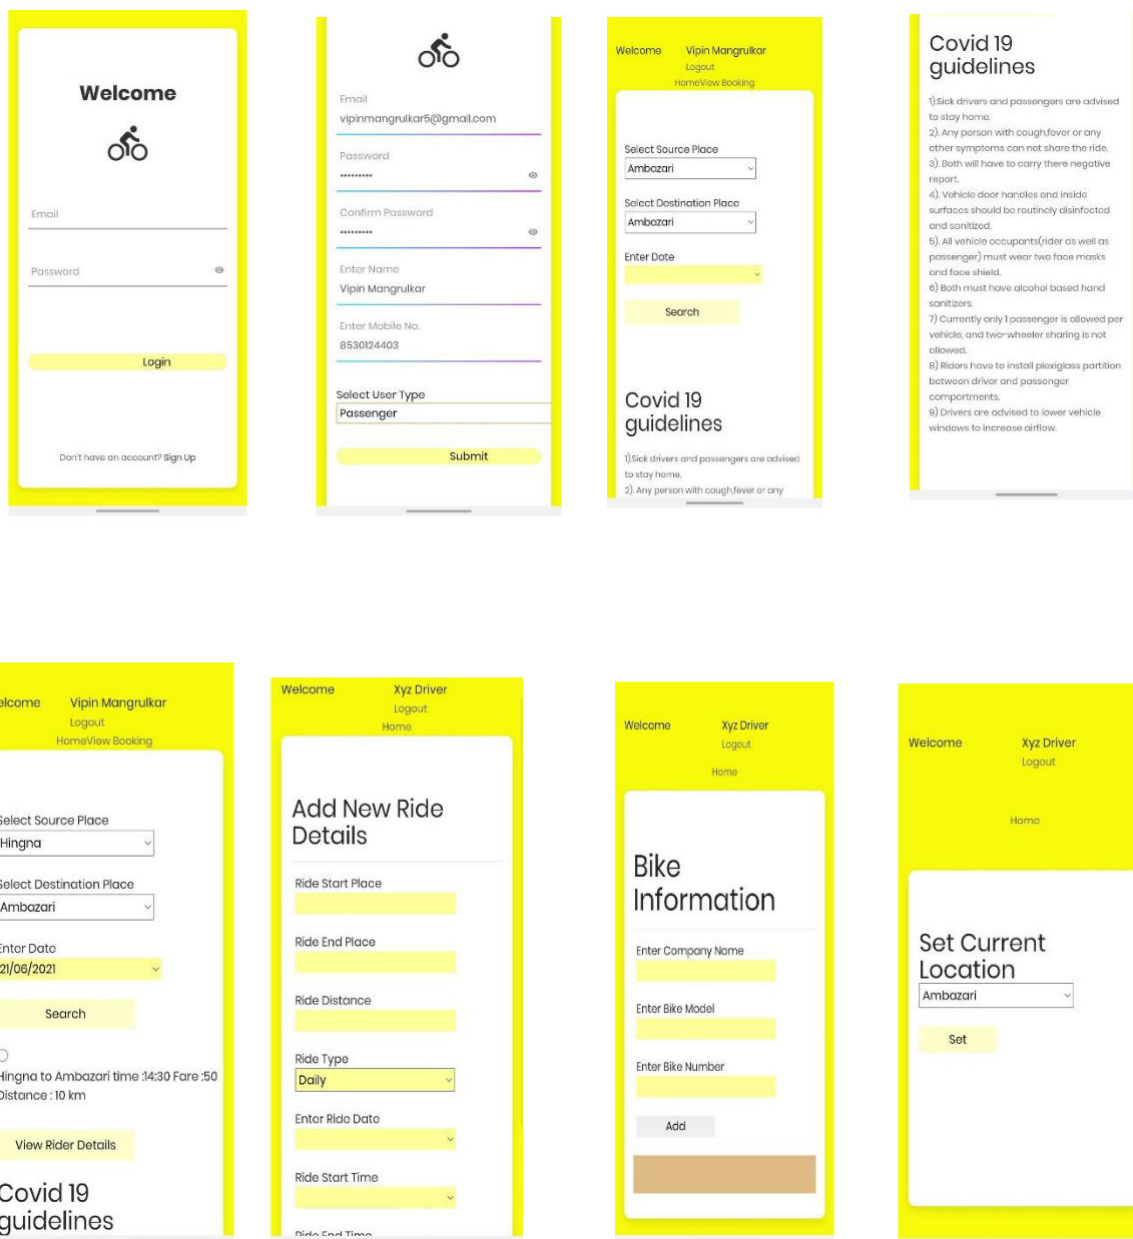 Welcome
Email
Password
Login
Don't have an account? Sign Up
Email
vipinmangrulkar5@gmail.com
Password
•••••••••
Confirm Password
•••••••••
Enter Name
Vipin Mangrulkar
Enter Mobile No.
8530124403
Select User Type
Passenger
Submit
Welcome Vipin Mangrulkar
Logout
HomeView Booking
Select Source Place
Ambazari
Select Destination Place
Ambazari
Enter Date
Search
Covid 19
guidelines
1).Sick drivers and passengers are advised
to stay home.
2). Any person with cough,fever or any
Covid 19
guidelines
1).Sick drivers and passengers are advised
to stay home.
2). Any person with cough,fever or any
other symptoms can not share the ride.
3). Both will have to carry there negative
report.
4). Vehicle door handles and inside
surfaces should be routinely disinfected
and sanitized.
5). All vehicle occupants(rider as well as
passenger) must wear two face masks
and face shield.
6) Both must have alcohol based hand
sanitizers.
7) Currently only 1 passenger is allowed per
vehicle, and two-wheeler sharing is not
allowed.
8) Riders have to install plexiglass partition
between driver and passenger
compartments.
9) Drivers are advised to lower vehicle
windows to increase airflow.
elcome Vipin Mangrulkar
Logout
HomeView Booking
Select Source Place
Hingna
Select Destination Place
Ambazari
Enter Date
21/06/2021
Search
Hingna to Ambazari time :14:30 Fare :50
Distance : 10 km
View Rider Details
Covid 19
guidelines
Welcome Xyz Driver
Logout
Home
Add New Ride
Details
Ride Start Place
Ride End Place
Ride Distance
Ride Type
Daily
Enter Ride Date
Ride Start Time
Ride End Time
Welcome Xyz Driver
Logout
Home
Bike
Information
Enter Company Name
Enter Bike Model
Enter Bike Number
Add
Welcome Xyz Driver
Logout
Home
Set Current
Location
Ambazari
Set